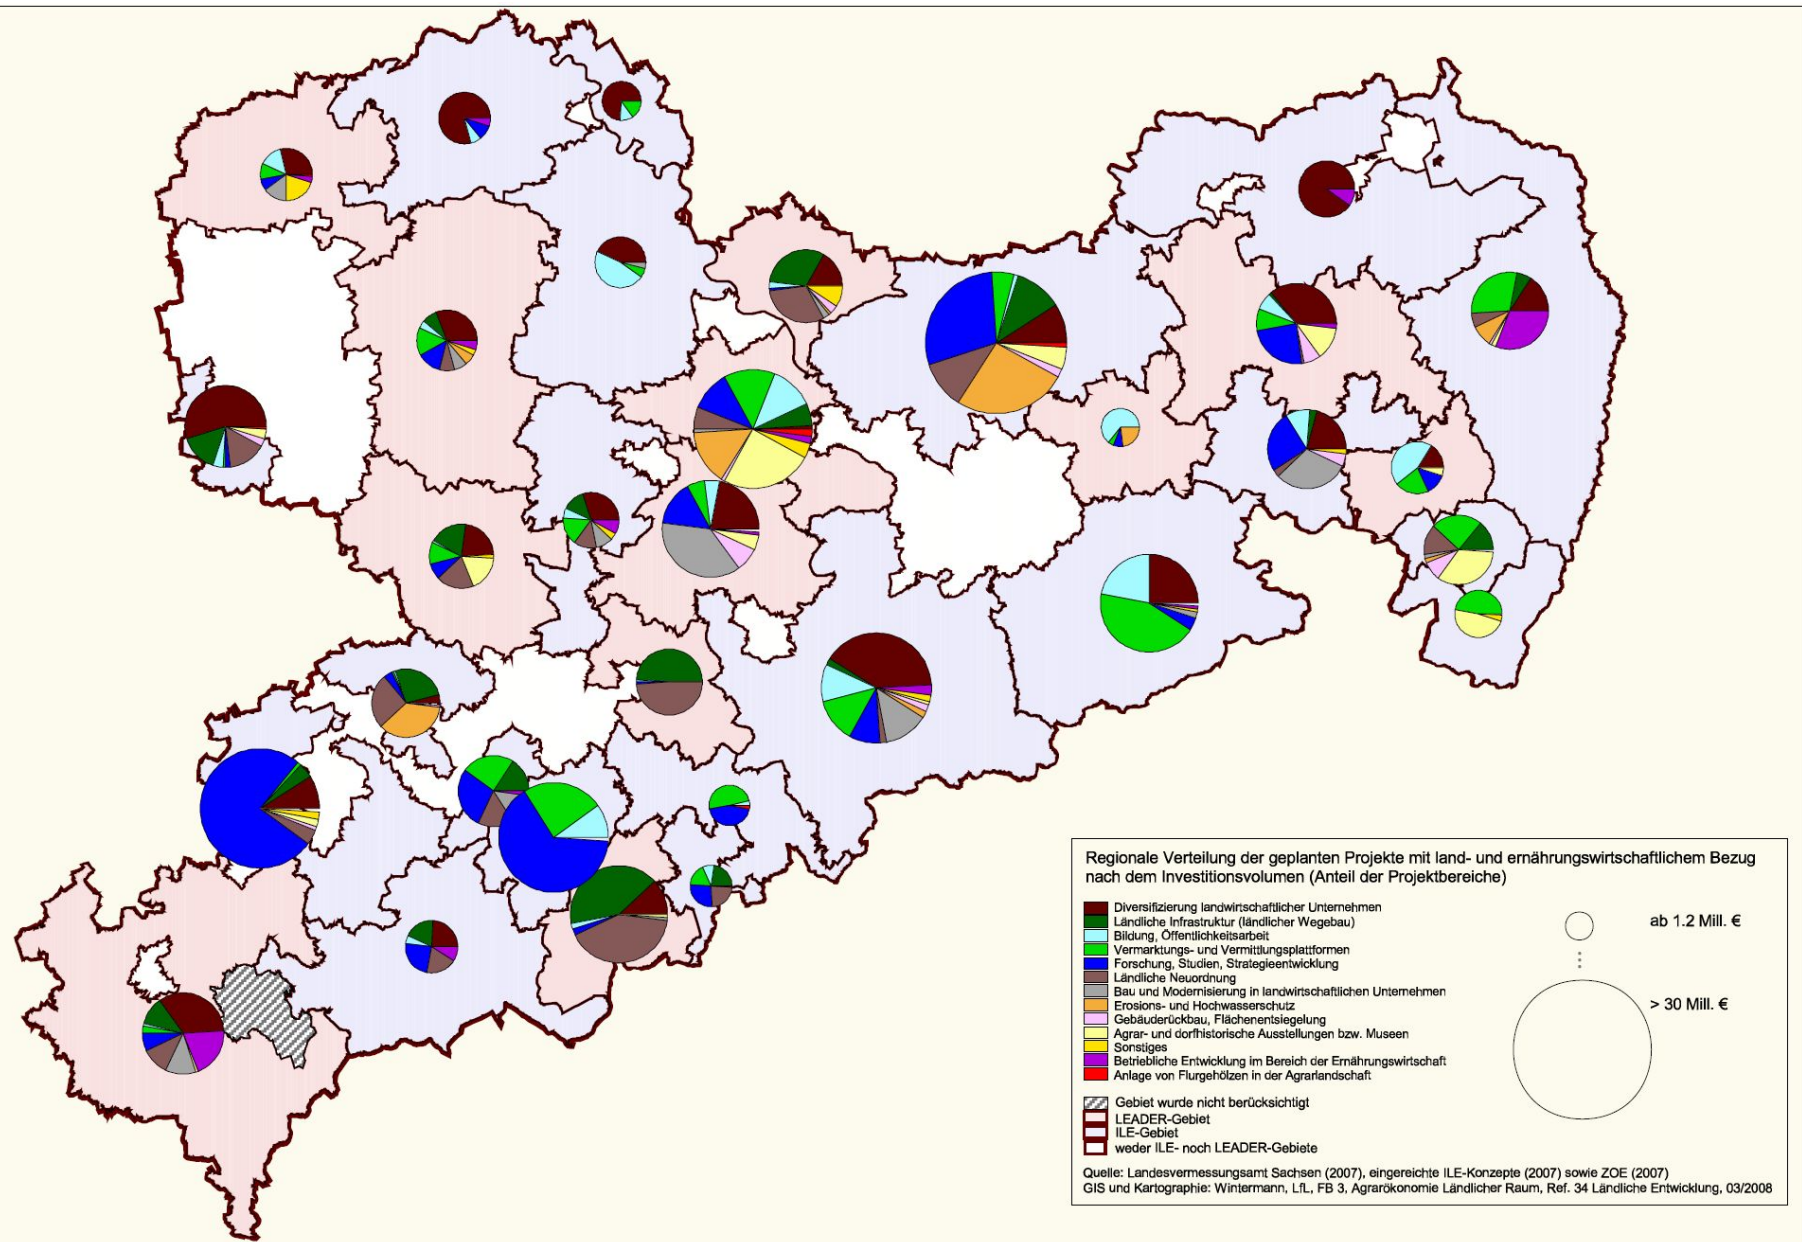 Regionale Verteilung der geplanten Projekte mit land- und ernährungswirtschaftlichem Bezug
nach dem Investitionsvolumen (Anteil der Projektbereiche)
Diversifizierung landwirtschaftlicher Unternehmen
Ländliche Infrastruktur (ländlicher Wegebau)
Bildung, Öffentlichkeitsarbeit
Vermarktungs- und Vermittlungsplattformen
Forschung, Studien, Strategieentwicklung
Ländliche Neuordnung
Bau und Modernisierung in landwirtschaftlichen Unternehmen
Erosions- und Hochwasserschutz
Gebäuderückbau, Flächenentsiegelung
Agrar- und dorfhistorische Ausstellungen bzw. Museen
Sonstiges
Betriebliche Entwicklung im Bereich der Ernährungswirtschaft
Anlage von Flurgehölzen in der Agrarlandschaft
ab 1.2 Mill. €
> 30 Mill. €
Gebiet wurde nicht berücksichtigt
LEADER-Gebiet
ILE-Gebiet
weder ILE- noch LEADER-Gebiete
Quelle: Landesvermessungsamt Sachsen (2007), eingereichte ILE-Konzepte (2007) sowie ZOE (2007)
GIS und Kartographie: Wintermann, LfL, FB 3, Agrarökonomie Ländlicher Raum, Ref. 34 Ländliche Entwicklung, 03/2008